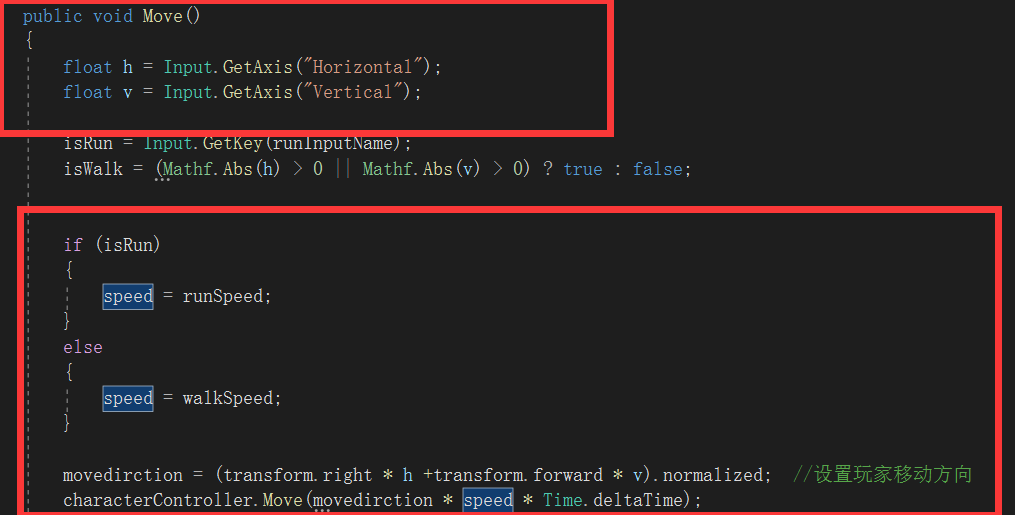 public void Move()
{
float h = Input.GetAxis("Horizontal");
float v = Input.GetAxis("Vertical");
isRun = Input.GetKey(runInputName);
isWalk = (Mathf.Abs(h) > 0 || Mathf.Abs(v) > 0) ? true : false;
if (isRun)
{
speed = runSpeed;
}
else
{
speed = walkSpeed;
}
movedirction = (transform.right * h +transform.forward * v).normalized; //设置玩家移动方向
characterController.Move(movedirction * speed * Time.deltaTime);